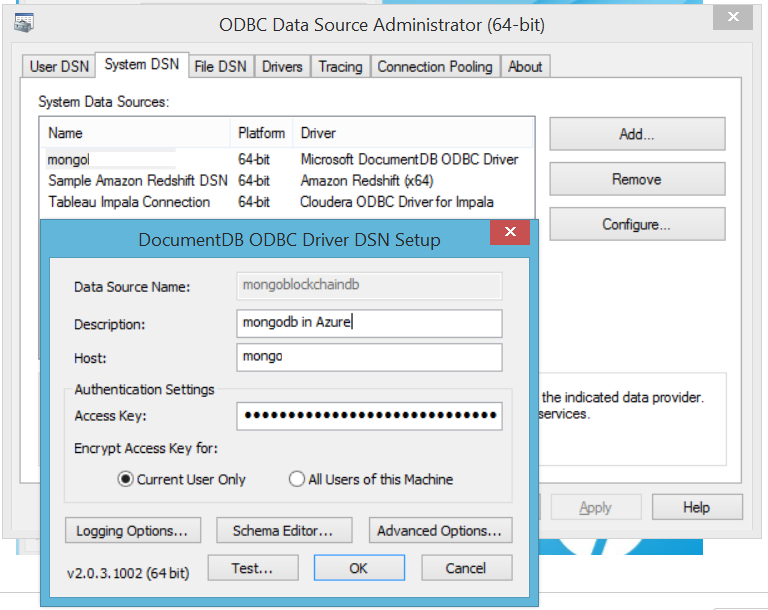 ODBC Data Source Administrator (64-bit)
User DSN System DSN File DSN Drivers Tracing Connection Pooling About
System Data Sources:
Name Platform Driver
mongol 64-bit Microsoft DocumentDB ODBC Driver
Sample Amazon Redshift DSN 64-bit Amazon Redshift (x64)
Tableau Impala Connection 64-bit Cloudera ODBC Driver for Impala
Add...
Remove
Configure...
DocumentDB ODBC Driver DSN Setup
Data Source Name: mongoblockchaindb
Description: mongodb in Azure
Host: mongo
Authentication Settings
Access Key: ●●●●●●●●●●●●●●●●●●●●●●●●●●●●●
Encrypt Access Key for:
Current User Only All Users of this Machine
Logging Options... Schema Editor... Advanced Options...
v2.0.3.1002 (64 bit) Test... OK Cancel
the indicated data provider.
services.
Apply Help